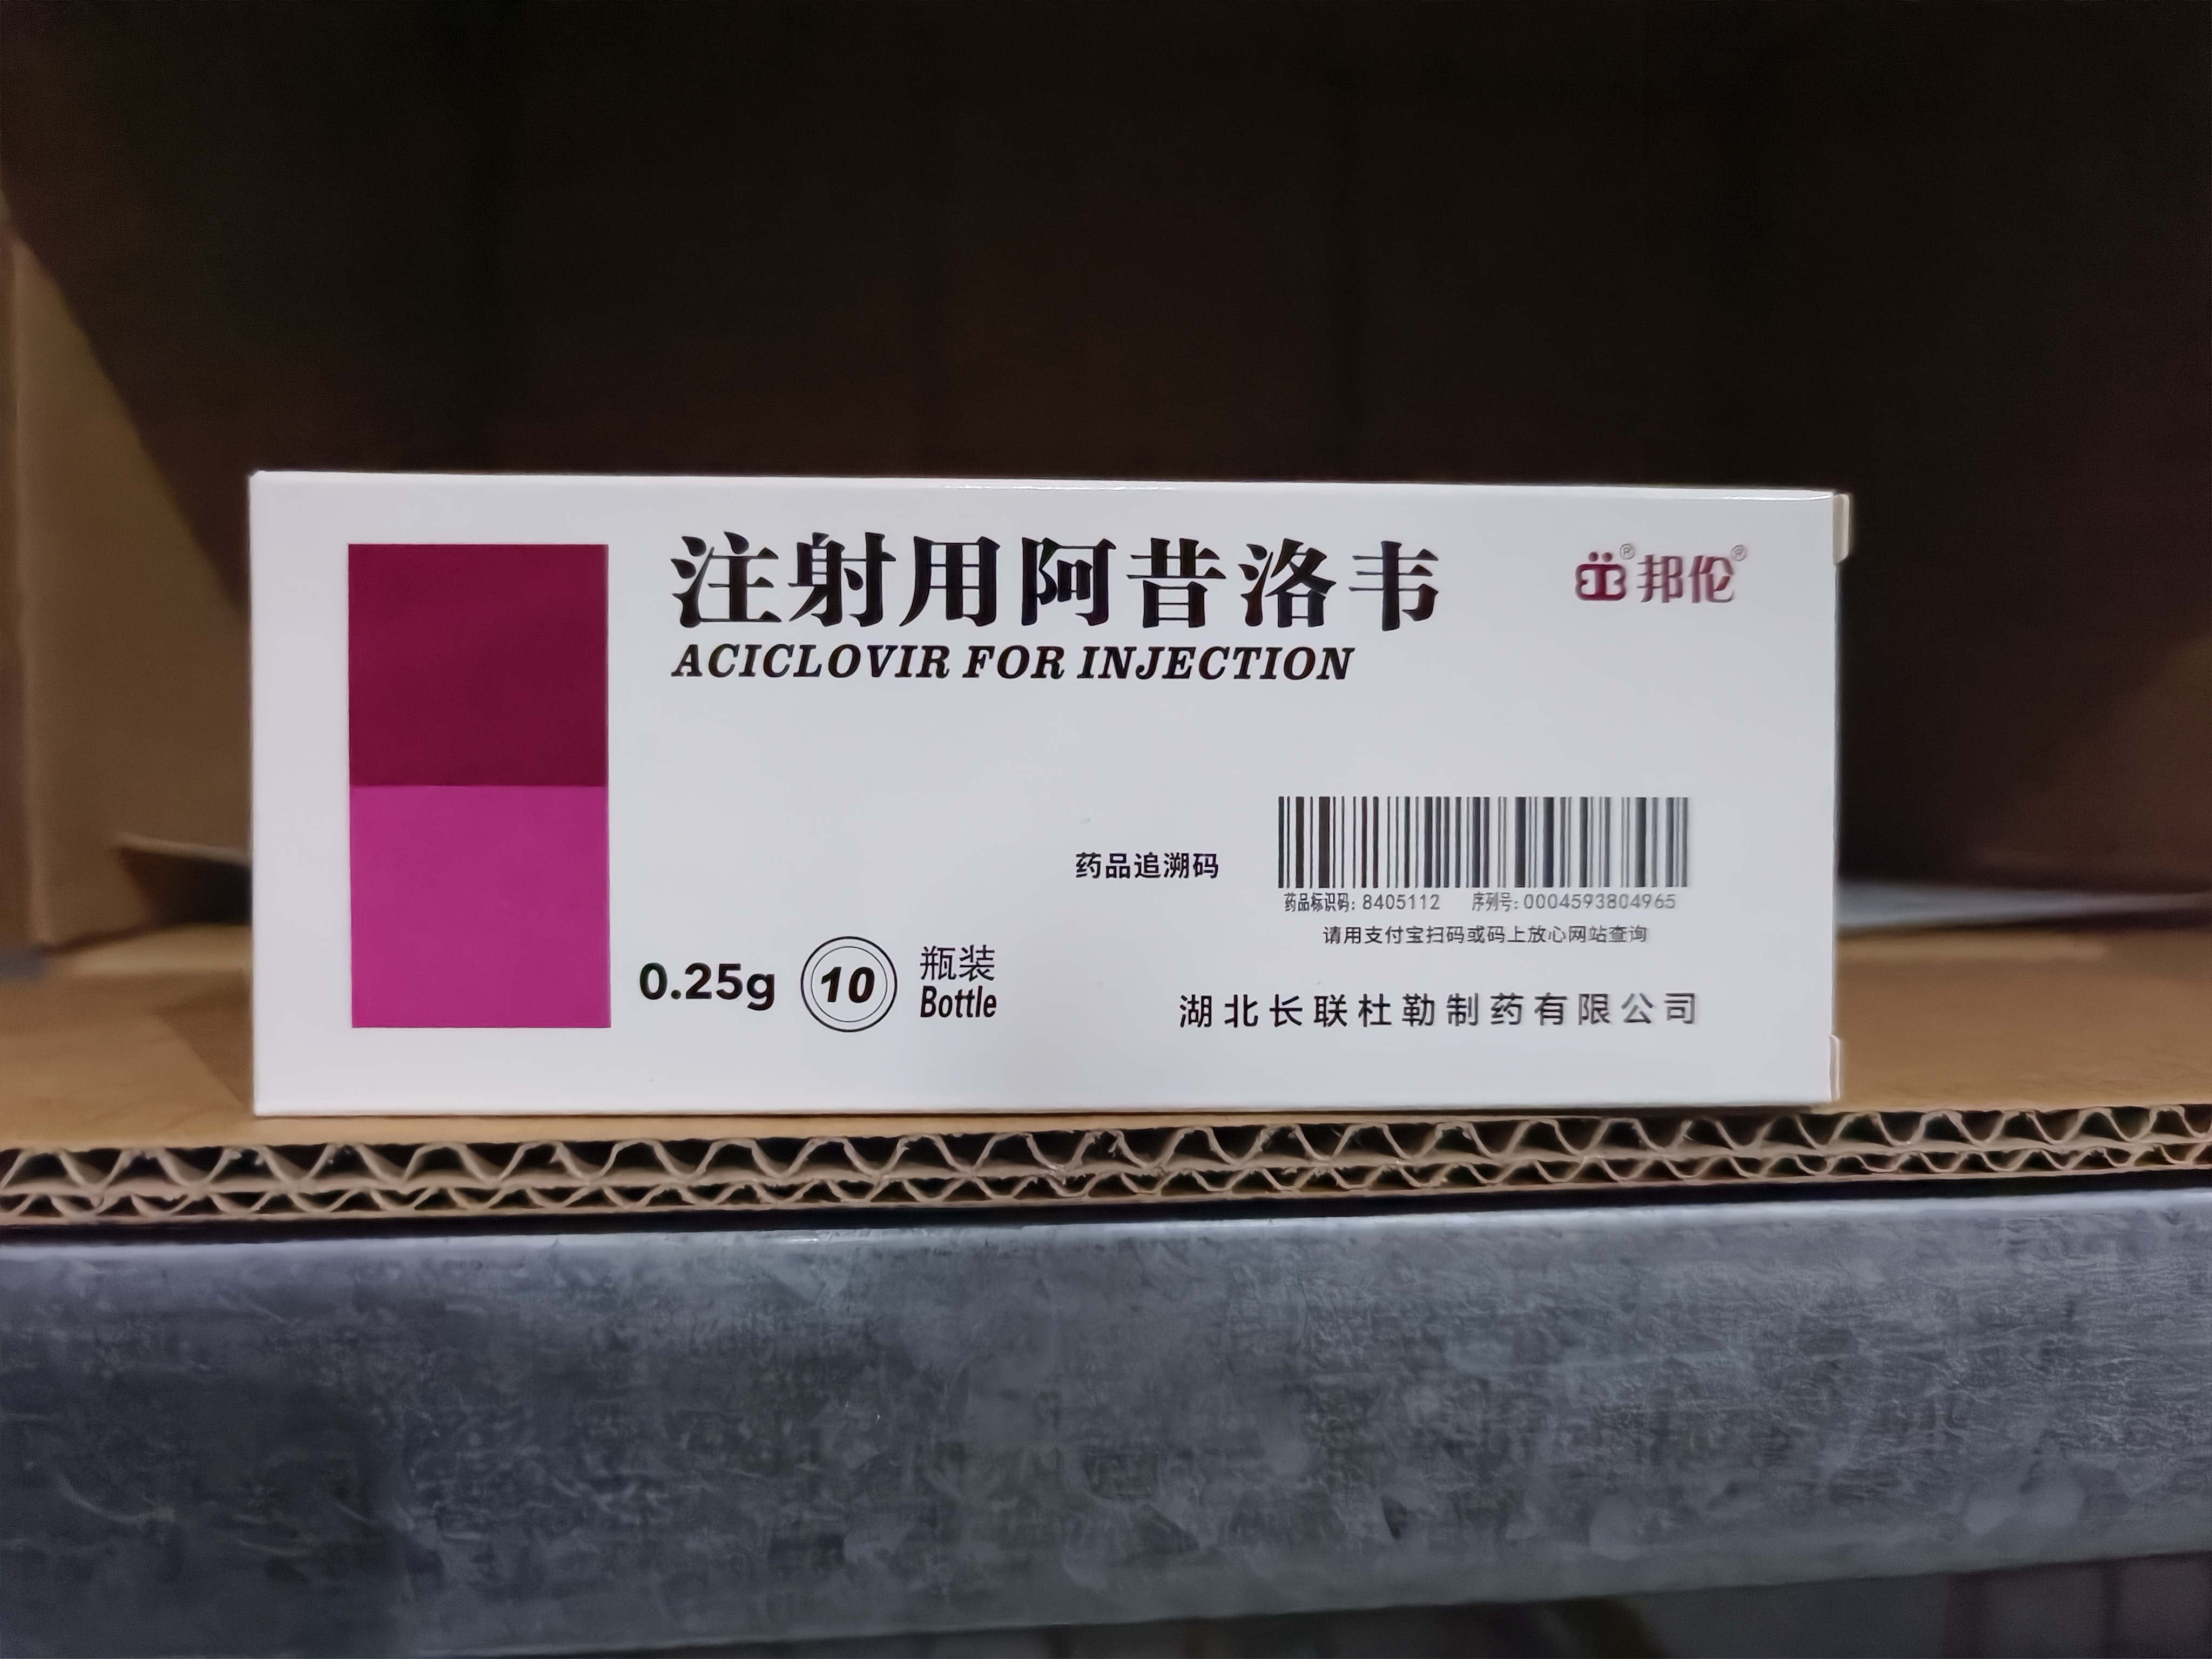 注射用阿昔洛韦
ACICLOVIR FOR INJECTION
®邦伦®
药品追溯码
药品标识码: 8405112 序列号: 0004593804965
请用支付宝扫码或码上放心网站查询
0.25g 10 瓶装
Bottle
湖北长联杜勒制药有限公司